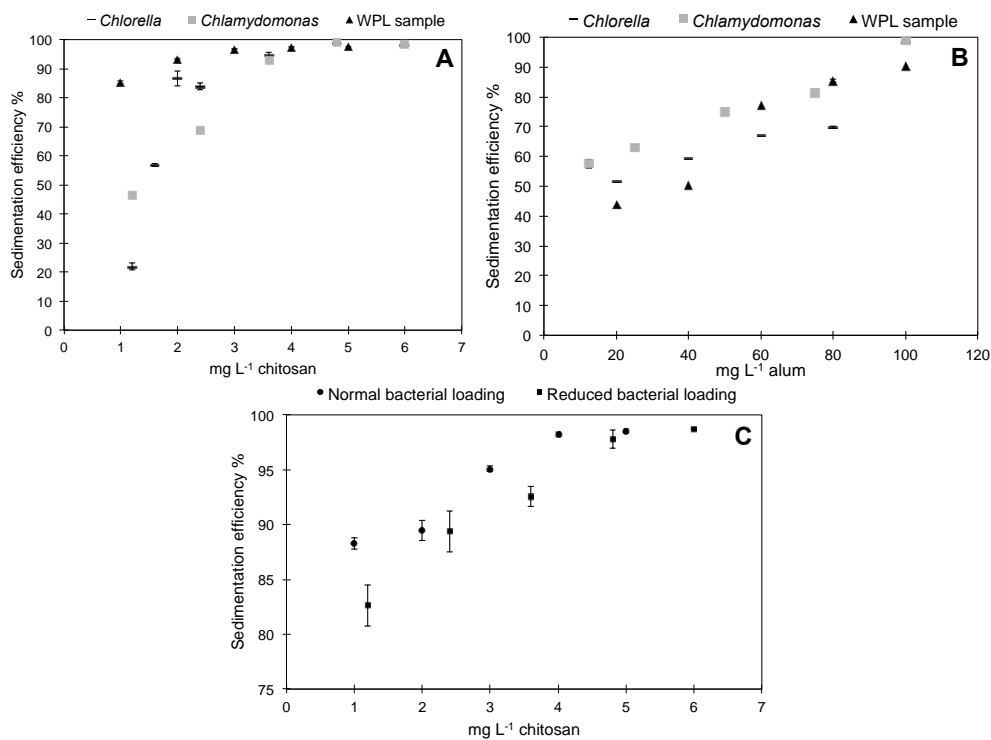 – Chlorella ■ Chlamydomonas ▲ WPL sample
A
Sedimentation efficiency %
100
90
80
70
60
50
40
30
20
10
0
0 1 2 3 4 5 6 7
mg L-1 chitosan
– Chlorella ■ Chlamydomonas ▲ WPL sample
B
Sedimentation efficiency %
100
90
80
70
60
50
40
30
20
10
0
0 20 40 60 80 100 120
mg L-1 alum
● Normal bacterial loading ■ Reduced bacterial loading
C
Sedimentation efficiency %
100
95
90
85
80
75
0 1 2 3 4 5 6 7
mg L-1 chitosan